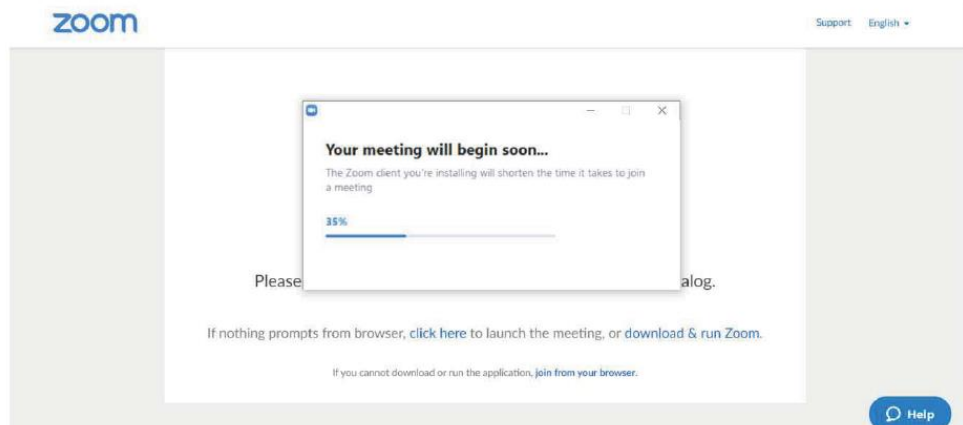 zoom
Support English
Your meeting will begin soon...
The Zoom client you're installing will shorten the time it takes to join
a meeting
35%
Please alog.
If nothing prompts from browser, click here to launch the meeting, or download & run Zoom.
If you cannot download or run the application, join from your browser.
Help